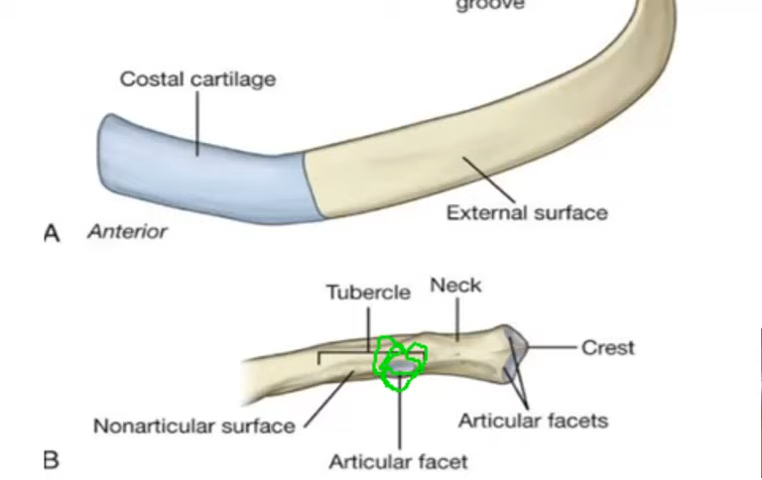 groove
Costal cartilage
External surface
A Anterior
Tubercle
Neck
Crest
Nonarticular surface
Articular facets
B
Articular facet